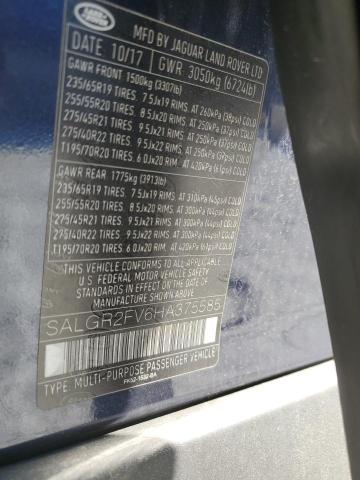 LAND ROVER
MFD BY JAGUAR LAND ROVER LTD
DATE 10/17 GWR: 3050kg (6724lb)
GAWR FRONT 1500kg (3307lb)
235/65R19 TIRES 7.5Jx19 RIMS. AT 260kPa (38psi) COLD
255/55R20 TIRES 8.5Jx20 RIMS. AT 250kPa (37psi) COLD
275/45R21 TIRES 9.5Jx21 RIMS. AT 250kPa (37psi) COLD
275/40R22 TIRES 9.5Jx22 RIMS. AT 250kPa (37psi) COLD
T195/70R20 TIRES 6.0Jx20 RIM. AT 420kPa (61psi) COLD
GAWR REAR 1775kg (3913lb)
235/65R19 TIRES 7.5Jx19 RIMS. AT 310kPa (45psi) COLD
255/55R20 TIRES 8.5Jx20 RIMS. AT 300kPa (44psi) COLD
275/45R21 TIRES 9.5Jx21 RIMS. AT 300kPa (44psi) COLD
275/40R22 TIRES 9.5Jx22 RIMS. AT 300kPa (44psi) COLD
T195/70R20 TIRES 6.0Jx20 RIM. AT 420kPa (61psi) COLD
THIS VEHICLE CONFORMS TO ALL APPLICABLE
U S FEDERAL MOTOR VEHICLE SAFETY
STANDARDS IN EFFECT ON THE DATE OF
MANUFACTURE SHOWN ABOVE
SALGR2FV6HA375585
TYPE: MULTI-PURPOSE PASSENGER VEHICLE